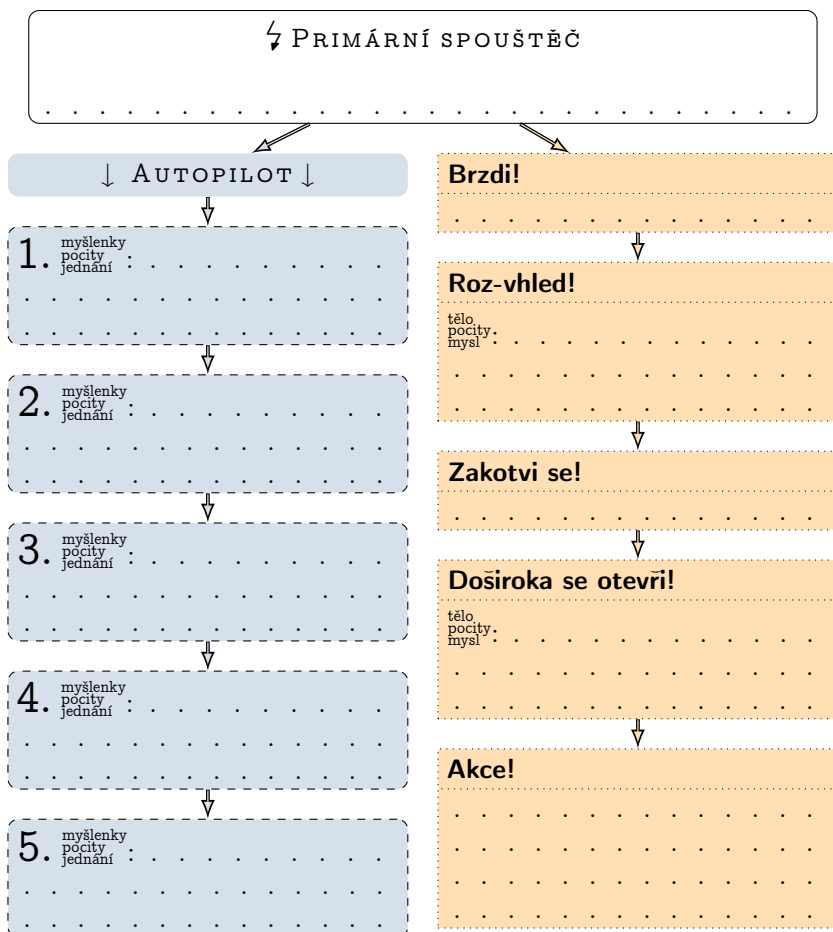 ↯ Primární spouštěč
. . . . . . . . . . . . . . . . . . . . . . . . . . . .
↓ Autopilot ↓
1. myšlenky
pocity
jednání : . . . . . . . . . .
. . . . . . . . . . . . . .
. . . . . . . . . . . . . .
2. myšlenky
pocity
jednání : . . . . . . . . . .
. . . . . . . . . . . . . .
. . . . . . . . . . . . . .
3. myšlenky
pocity
jednání : . . . . . . . . . .
. . . . . . . . . . . . . .
. . . . . . . . . . . . . .
4. myšlenky
pocity
jednání : . . . . . . . . . .
. . . . . . . . . . . . . .
. . . . . . . . . . . . . .
5. myšlenky
pocity
jednání : . . . . . . . . . .
. . . . . . . . . . . . . .
. . . . . . . . . . . . . .
Brzdi!
. . . . . . . . . . . . . .
Roz-vhled!
tělo
pocity
mysl : . . . . . . . . . . . .
. . . . . . . . . . . . . .
. . . . . . . . . . . . . .
Zakotvi se!
. . . . . . . . . . . . . .
Doširoka se otevři!
tělo
pocity
mysl : . . . . . . . . . . . .
. . . . . . . . . . . . . .
. . . . . . . . . . . . . .
Akce!
. . . . . . . . . . . . . .
. . . . . . . . . . . . . .
. . . . . . . . . . . . . .
. . . . . . . . . . . . . .